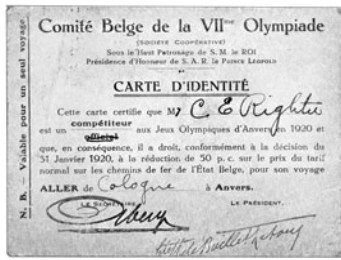 Comité Belge de la VIIme Olympiade
(SOCIÉTÉ COOPÉRATIVE)
Sous le Haut Patronage de S. M. le ROI
Présidence d'Honneur de S. A. R. le PRINCE LÉOPOLD
CARTE D'IDENTITÉ
Cette carte certifie que M C E Righter
compétiteur
est un officiel aux Jeux Olympiques d'Anvers en 1920 et
que, en conséquence, il a droit, conformément à la décision du
31 Janvier 1920, à la réduction de 50 p. c. sur le prix du tarif
normal sur les chemins de fer de l'État Belge, pour son voyage
ALLER de Cologne à Anvers.
LE SECRÉTAIRE, LE PRÉSIDENT,
N. B. — Valable pour un seul voyage